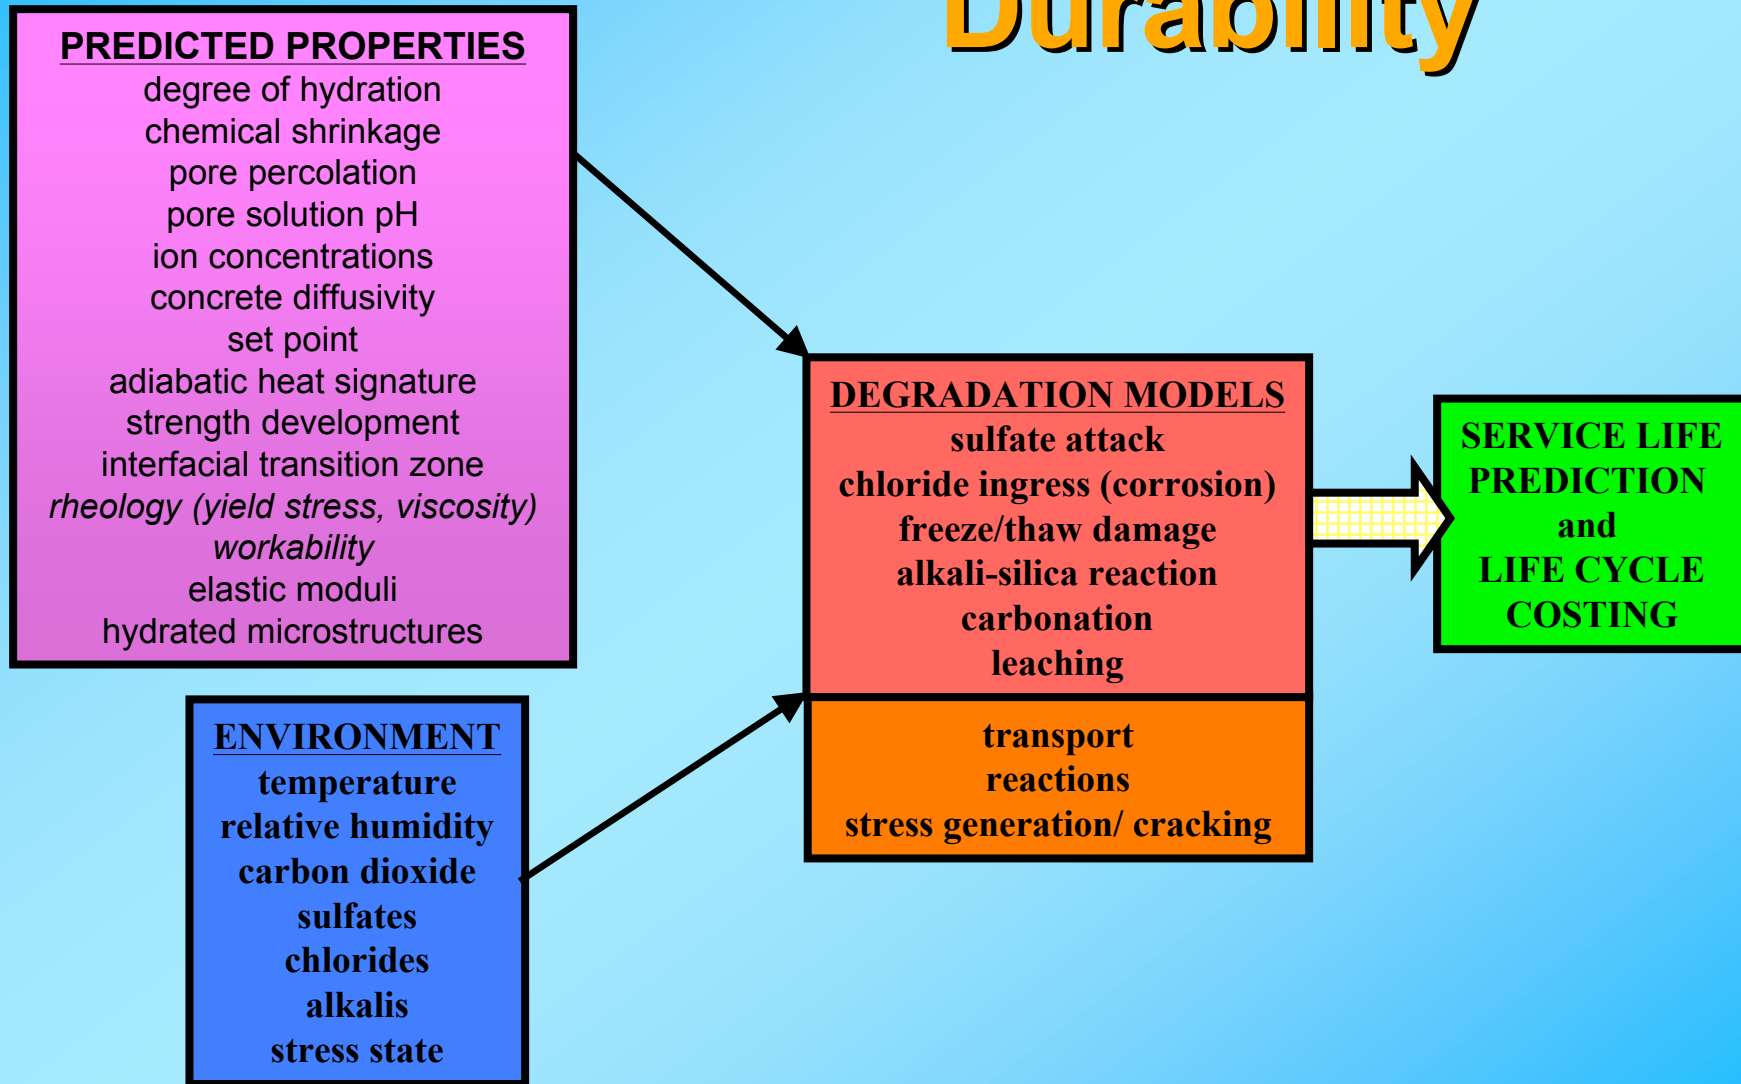 Durability
PREDICTED PROPERTIES
degree of hydration
chemical shrinkage
pore percolation
pore solution pH
ion concentrations
concrete diffusivity
set point
adiabatic heat signature
strength development
interfacial transition zone
rheology (yield stress, viscosity)
workability
elastic moduli
hydrated microstructures
ENVIRONMENT
temperature
relative humidity
carbon dioxide
sulfates
chlorides
alkalis
stress state
DEGRADATION MODELS
sulfate attack
chloride ingress (corrosion)
freeze/thaw damage
alkali-silica reaction
carbonation
leaching
transport
reactions
stress generation/ cracking
SERVICE LIFE
PREDICTION
and
LIFE CYCLE
COSTING